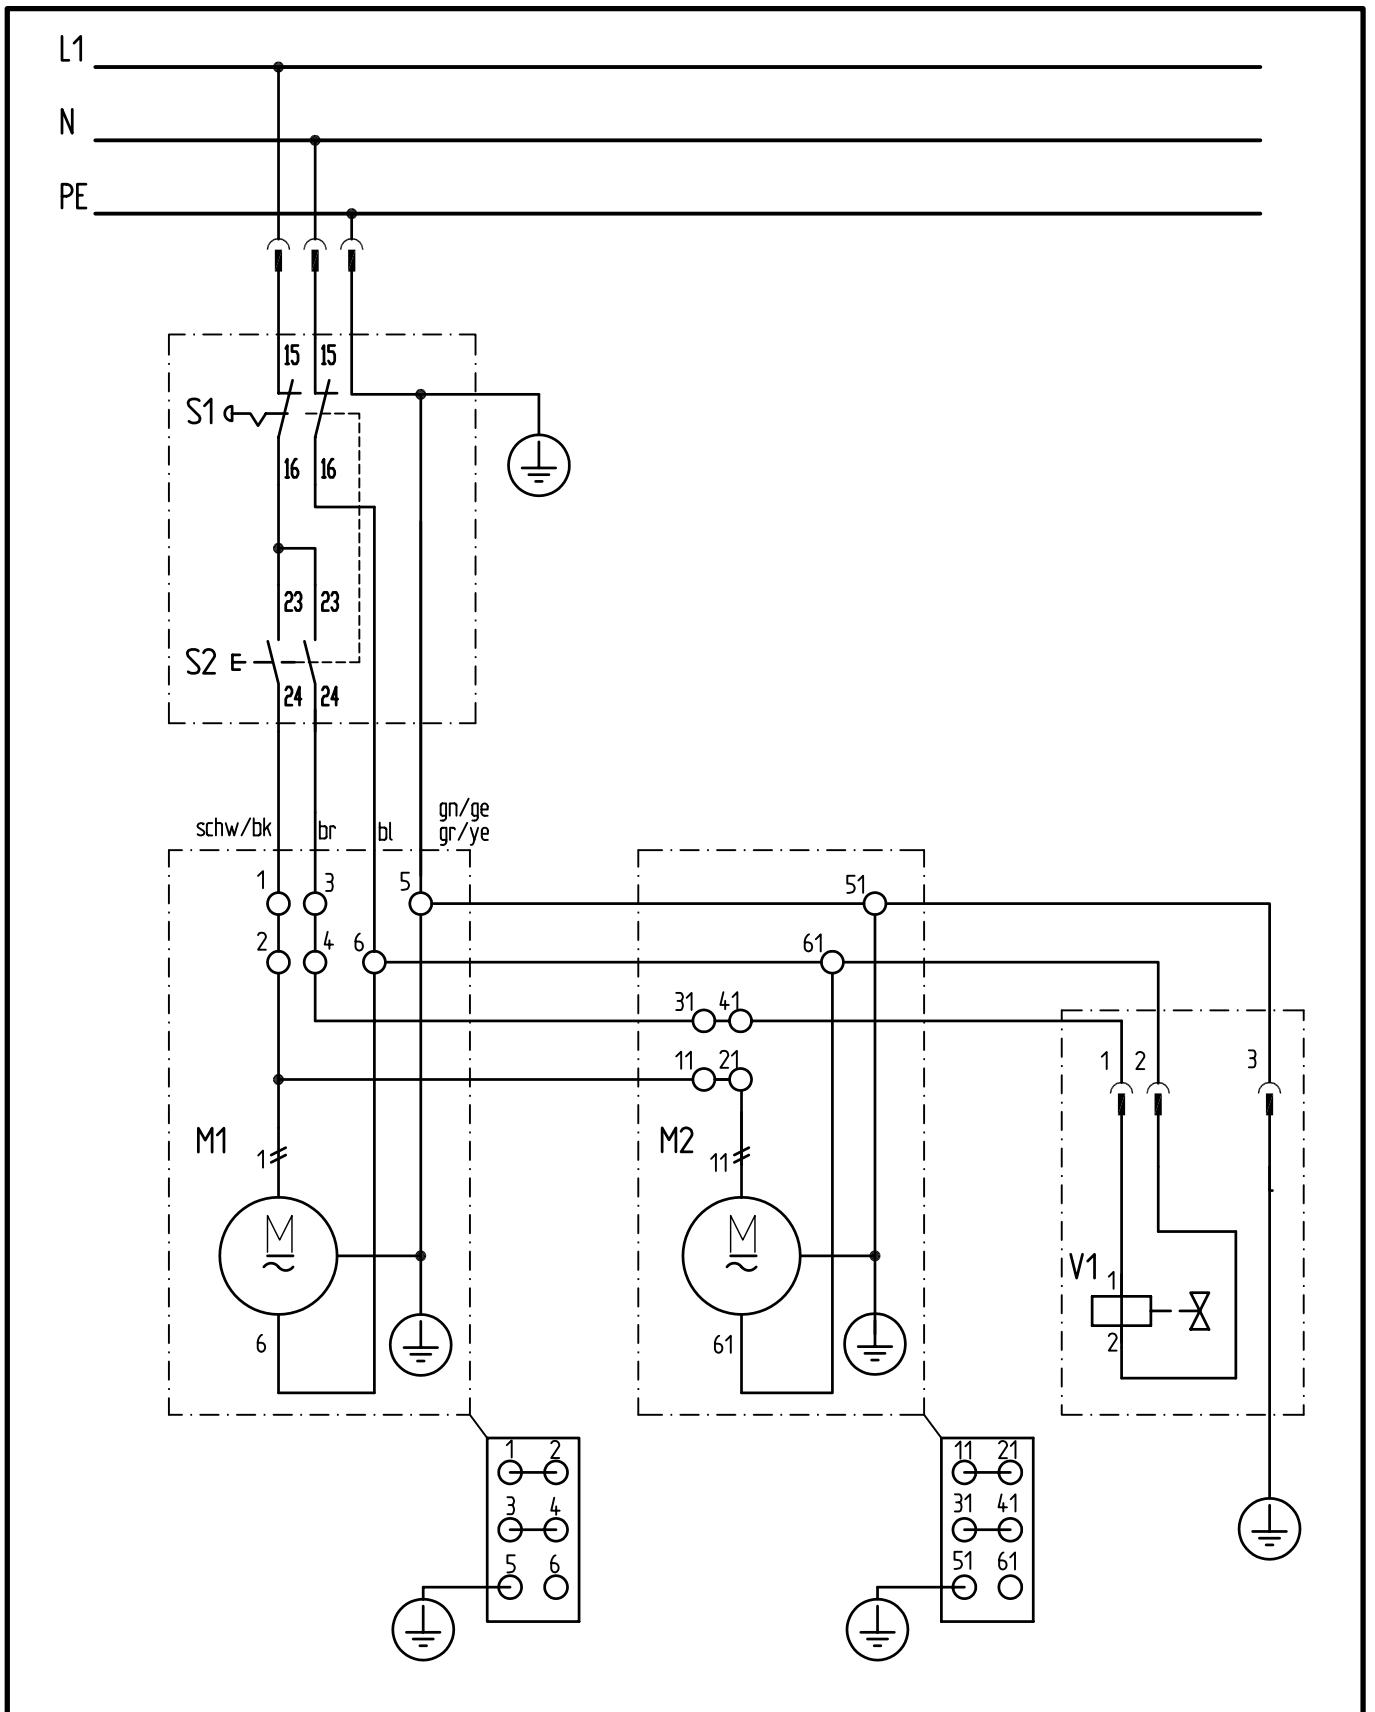 L1
N
PE
15 15
S1
16 16
23 23
S2
24 24
gn/ge
schw/bk br bl gr/ye
1 3 5 51
2 4 6 61
31 41
11 21 1 2 3
M1 M2
1 11
M M
V1 1
6 61 2
1 2 11 21
3 4 31 41
5 6 51 61